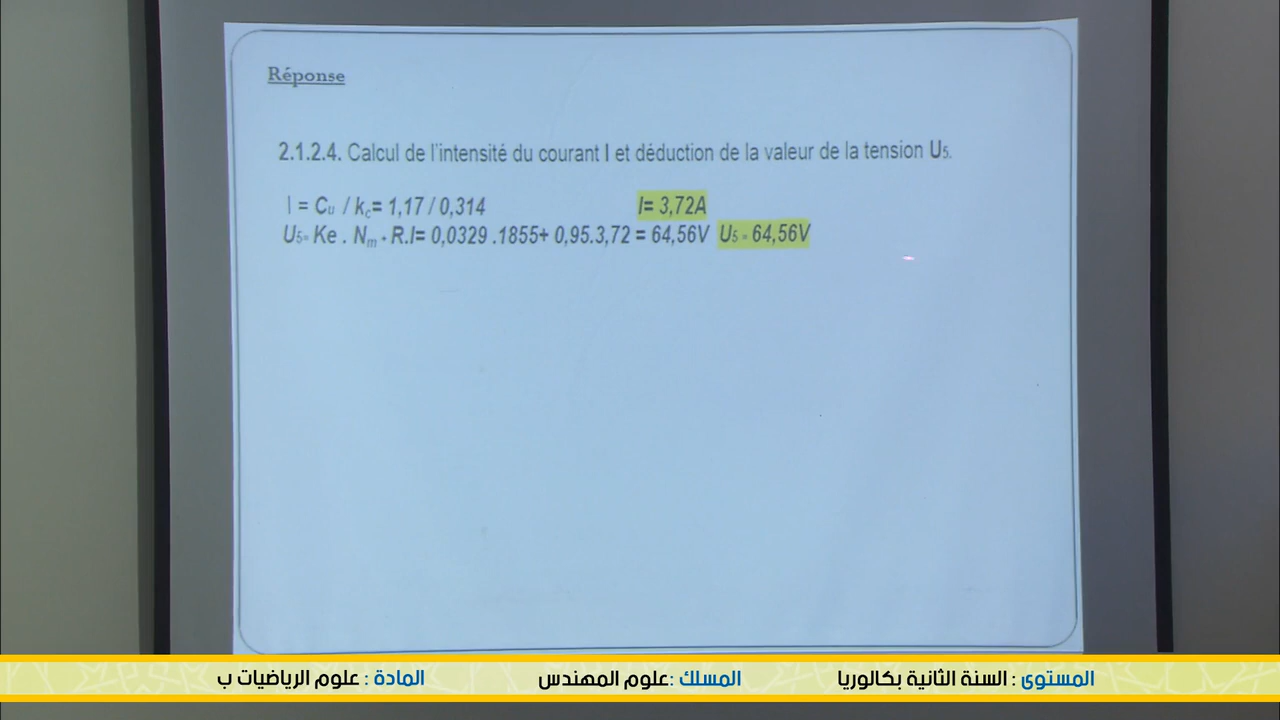 Réponse
2.1.2.4. Calcul de l'intensité du courant I et déduction de la valeur de la tension U5.
I = Cu / kc= 1,17 / 0,314 I= 3,72A
U5= Ke . Nm + R.I= 0,0329 .1855+ 0,95.3,72 = 64,56V U5 = 64,56V
المستوى : السنة الثانية بكالوريا المسلك :علوم المهندس المادة : علوم الرياضيات ب